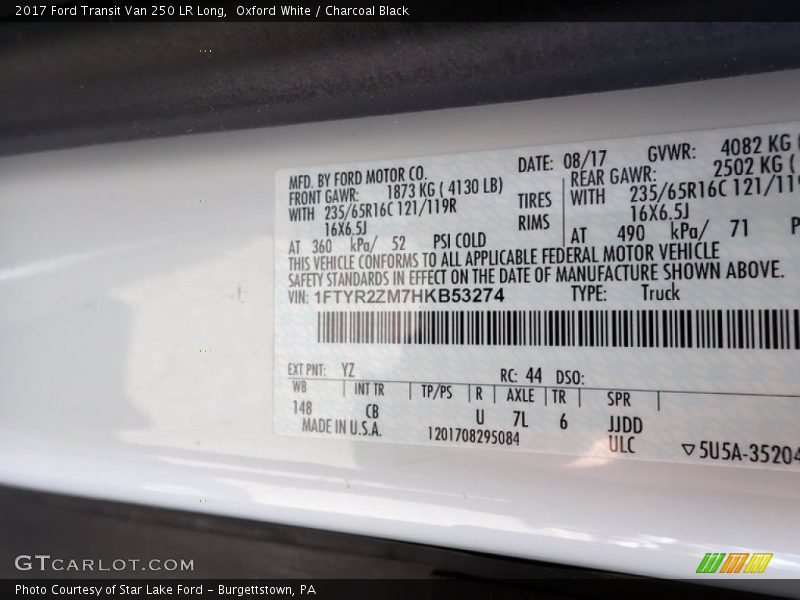 2017 Ford Transit Van 250 LR Long,  Oxford White / Charcoal Black
MFD. BY FORD MOTOR CO. DATE: 08/17 GVWR: 4082 KG (
FRONT GAWR: 1873 KG ( 4130 LB) REAR GAWR: 2502 KG (
WITH 235/65R16C 121/119R TIRES WITH 235/65R16C 121/119
16X6.5J RIMS 16X6.5J
AT 360 kPa/ 52 PSI COLD AT 490 kPa/ 71 P
THIS VEHICLE CONFORMS TO ALL APPLICABLE FEDERAL MOTOR VEHICLE
SAFETY STANDARDS IN EFFECT ON THE DATE OF MANUFACTURE SHOWN ABOVE.
VIN: 1FTYR2ZM7HKB53274 TYPE: Truck
EXT PNT: YZ RC: 44 DSO:
WB INT TR TP/PS R AXLE TR SPR
148 CB U 7L 6 JJDD
MADE IN U.S.A. 1201708295084 ULC ▽5U5A-35204
GTCARLOT.COM
Photo Courtesy of Star Lake Ford - Burgettstown, PA